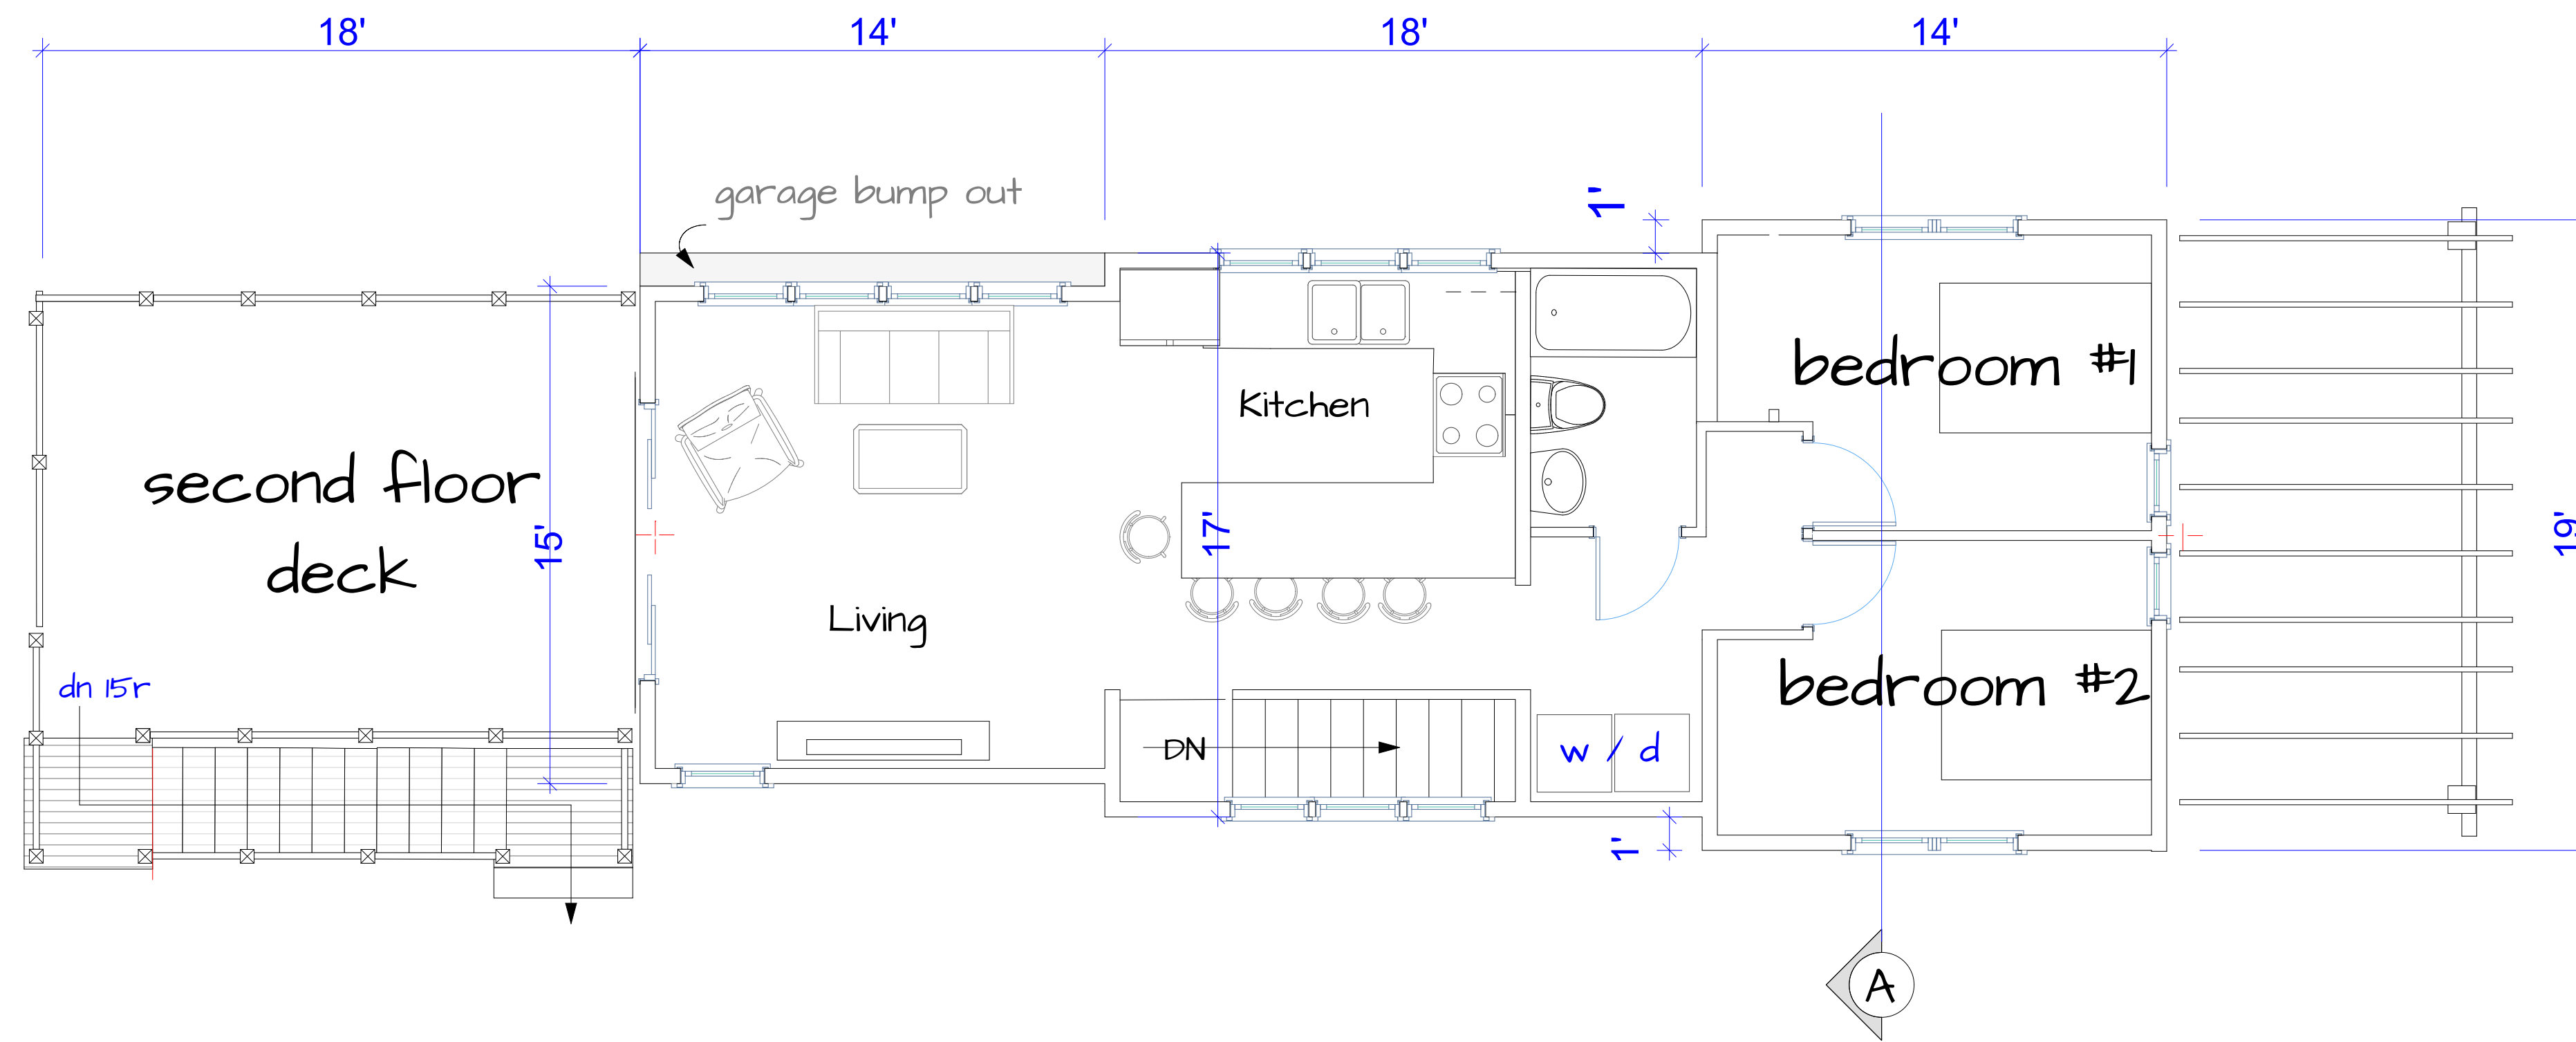 18'
14'
18'
14'
garage bump out
1'
bedroom #1
Kitchen
second floor
deck
15'
17'
19'
Living
dn 15r
bedroom #2
DN
w / d
1'
A